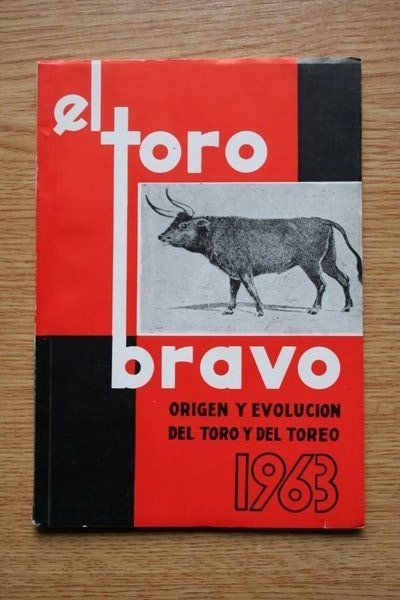 el
toro
bravo
ORIGEN Y EVOLUCION
DEL TORO Y DEL TOREO
1963